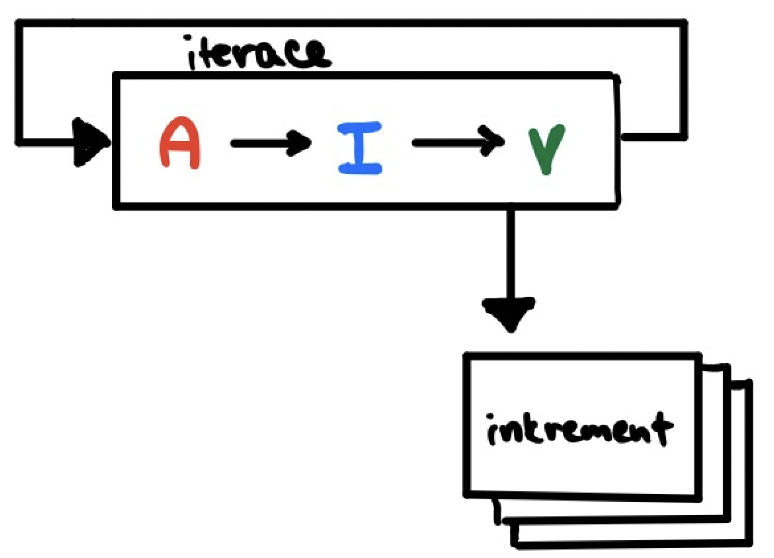 iterace
A → I → V
inkrement